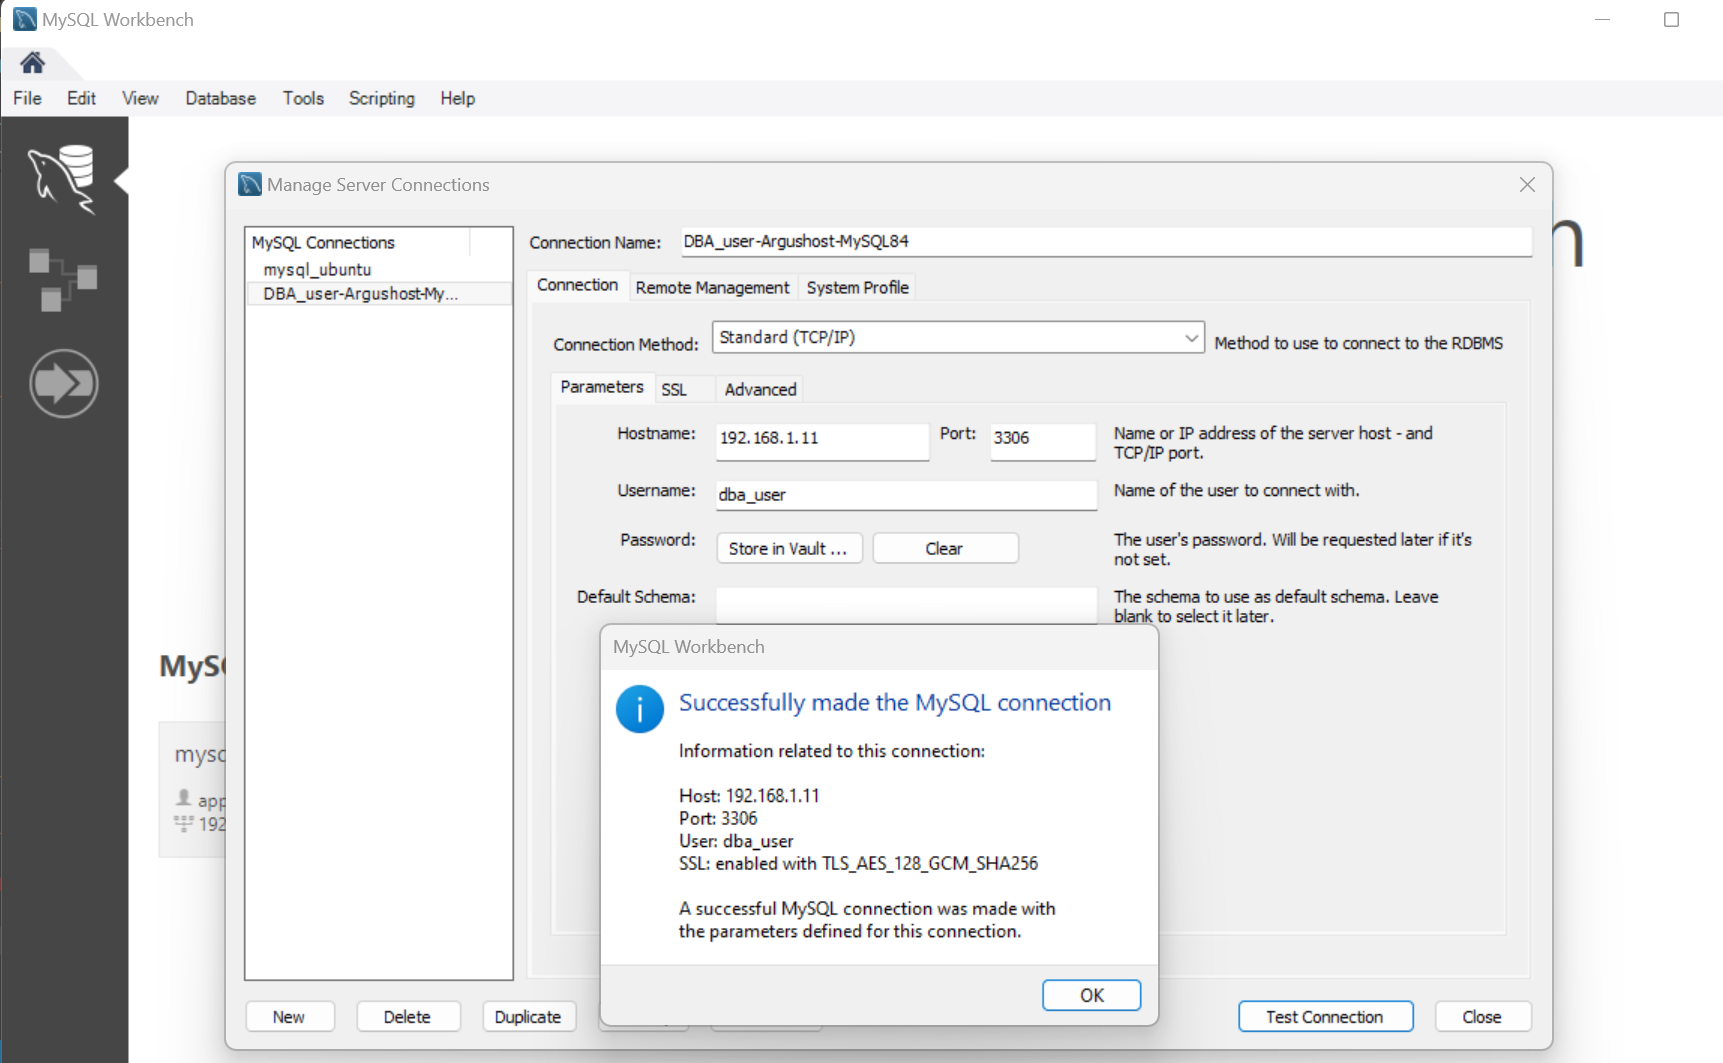 MySQL Workbench
File Edit View Database Tools Scripting Help
Manage Server Connections
MySQL Connections
mysql_ubuntu
DBA_user-Argushost-My...
Connection Name: DBA_user-Argushost-MySQL84
Connection Remote Management System Profile
Connection Method: Standard (TCP/IP) Method to use to connect to the RDBMS
Parameters SSL Advanced
Hostname: 192.168.1.11 Port: 3306 Name or IP address of the server host - and
TCP/IP port.
Username: dba_user Name of the user to connect with.
Password: Store in Vault ... Clear The user's password. Will be requested later if it's
not set.
Default Schema: The schema to use as default schema. Leave
blank to select it later.
MySQL Workbench
Successfully made the MySQL connection
Information related to this connection:
Host: 192.168.1.11
Port: 3306
User: dba_user
SSL: enabled with TLS_AES_128_GCM_SHA256
A successful MySQL connection was made with
the parameters defined for this connection.
OK
New Delete Duplicate Test Connection Close
n
MyS
mysq
app
192